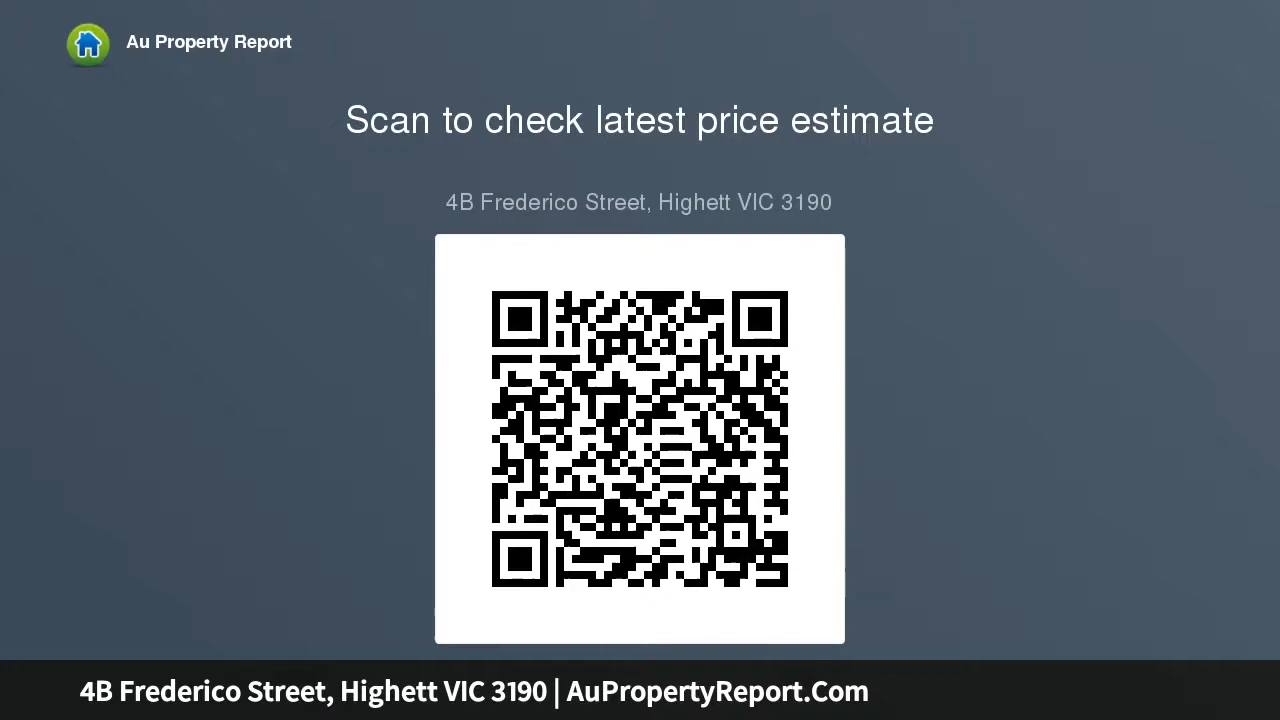 Au Property Report
Scan to check latest price estimate
4B Frederico Street, Highett VIC 3190
4B Frederico Street, Highett VIC 3190 | AuPropertyReport.Com